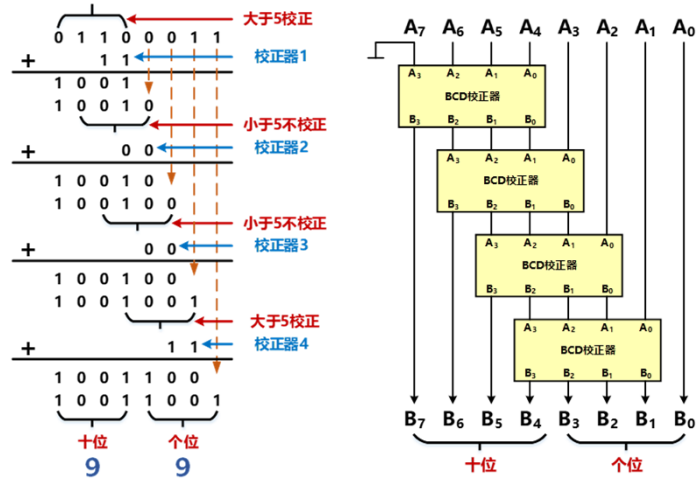 大于5校正
0 1 1 0 0 0 1 1
+ 1 1 校正器1
1 0 0 1
1 0 0 1 0
小于5不校正
+ 0 0 校正器2
1 0 0 1 0
1 0 0 1 0 0
小于5不校正
+ 0 0 校正器3
1 0 0 1 0 0
1 0 0 1 0 0 1
大于5校正
+ 1 1 校正器4
1 0 0 1 1 0 0
1 0 0 1 1 0 0 1
十位 个位
9 9
A7 A6 A5 A4 A3 A2 A1 A0
A3 A2 A1 A0
BCD校正器
B3 B2 B1 B0
A3 A2 A1 A0
BCD校正器
B3 B2 B1 B0
A3 A2 A1 A0
BCD校正器
B3 B2 B1 B0
A3 A2 A1 A0
BCD校正器
B3 B2 B1 B0
B7 B6 B5 B4 B3 B2 B1 B0
十位 个位